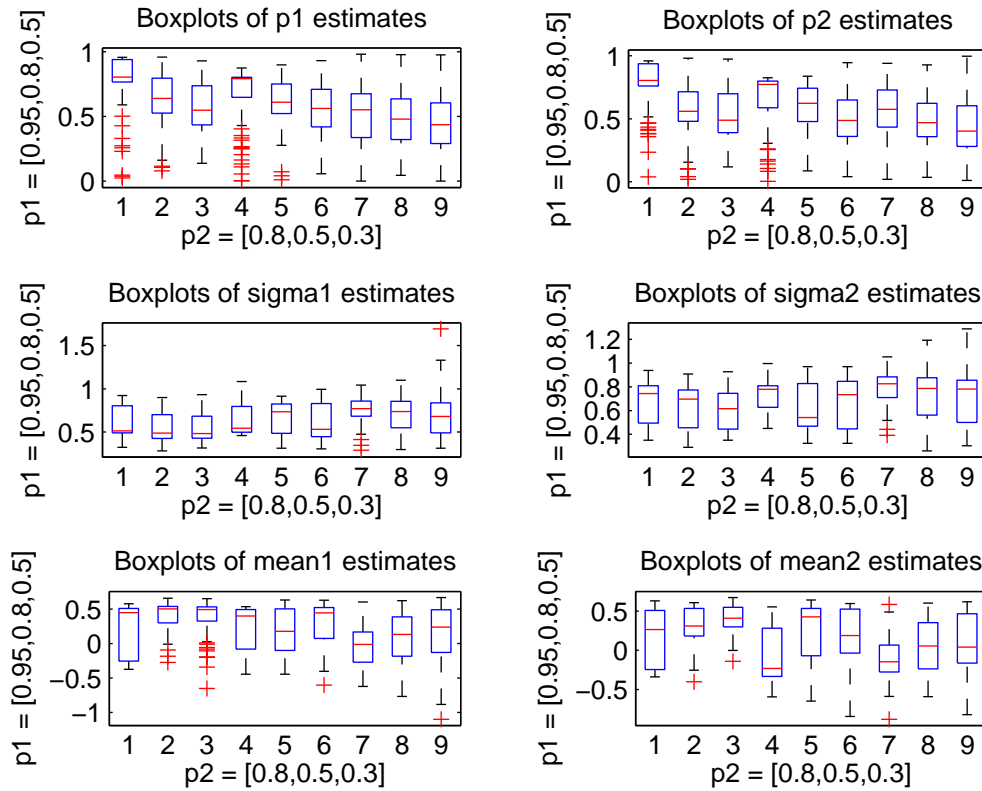 Boxplots of p1 estimates
p1 = [0.95,0.8,0.5]
1
0.5
0
1 2 3 4 5 6 7 8 9
p2 = [0.8,0.5,0.3]
Boxplots of p2 estimates
p1 = [0.95,0.8,0.5]
1
0.5
0
1 2 3 4 5 6 7 8 9
p2 = [0.8,0.5,0.3]
Boxplots of sigma1 estimates
p1 = [0.95,0.8,0.5]
1.5
1
0.5
1 2 3 4 5 6 7 8 9
p2 = [0.8,0.5,0.3]
Boxplots of sigma2 estimates
p1 = [0.95,0.8,0.5]
1.2
1
0.8
0.6
0.4
1 2 3 4 5 6 7 8 9
p2 = [0.8,0.5,0.3]
Boxplots of mean1 estimates
p1 = [0.95,0.8,0.5]
0.5
0
−0.5
−1
1 2 3 4 5 6 7 8 9
p2 = [0.8,0.5,0.3]
Boxplots of mean2 estimates
p1 = [0.95,0.8,0.5]
0.5
0
−0.5
1 2 3 4 5 6 7 8 9
p2 = [0.8,0.5,0.3]